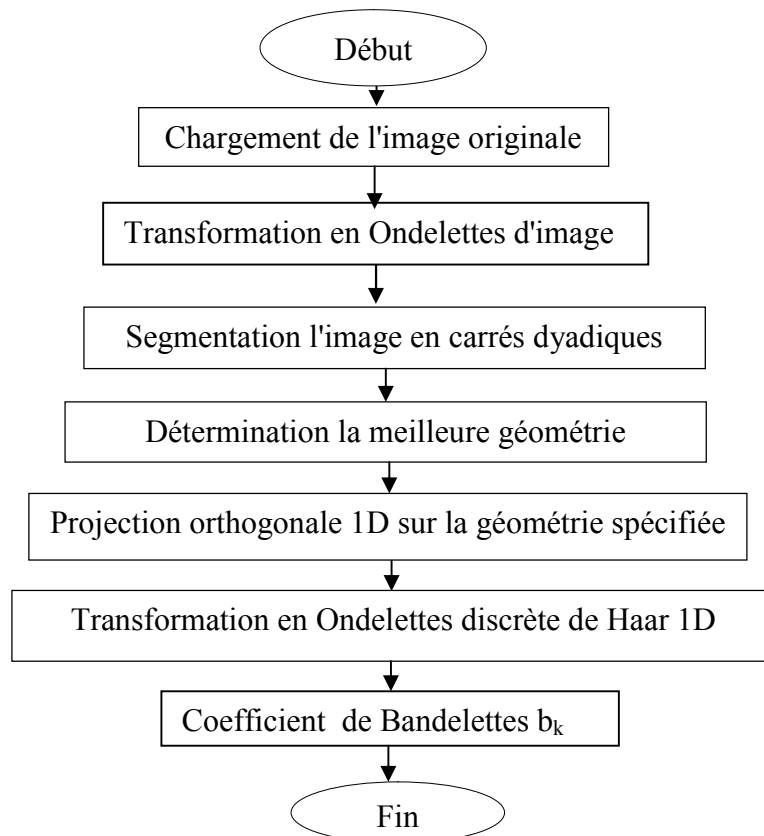 Début
Chargement de l'image originale
Transformation en Ondelettes d'image
Segmentation l'image en carrés dyadiques
Détermination la meilleure géométrie
Projection orthogonale 1D sur la géométrie spécifiée
Transformation en Ondelettes discrète de Haar 1D
Coefficient de Bandelettes bk
Fin